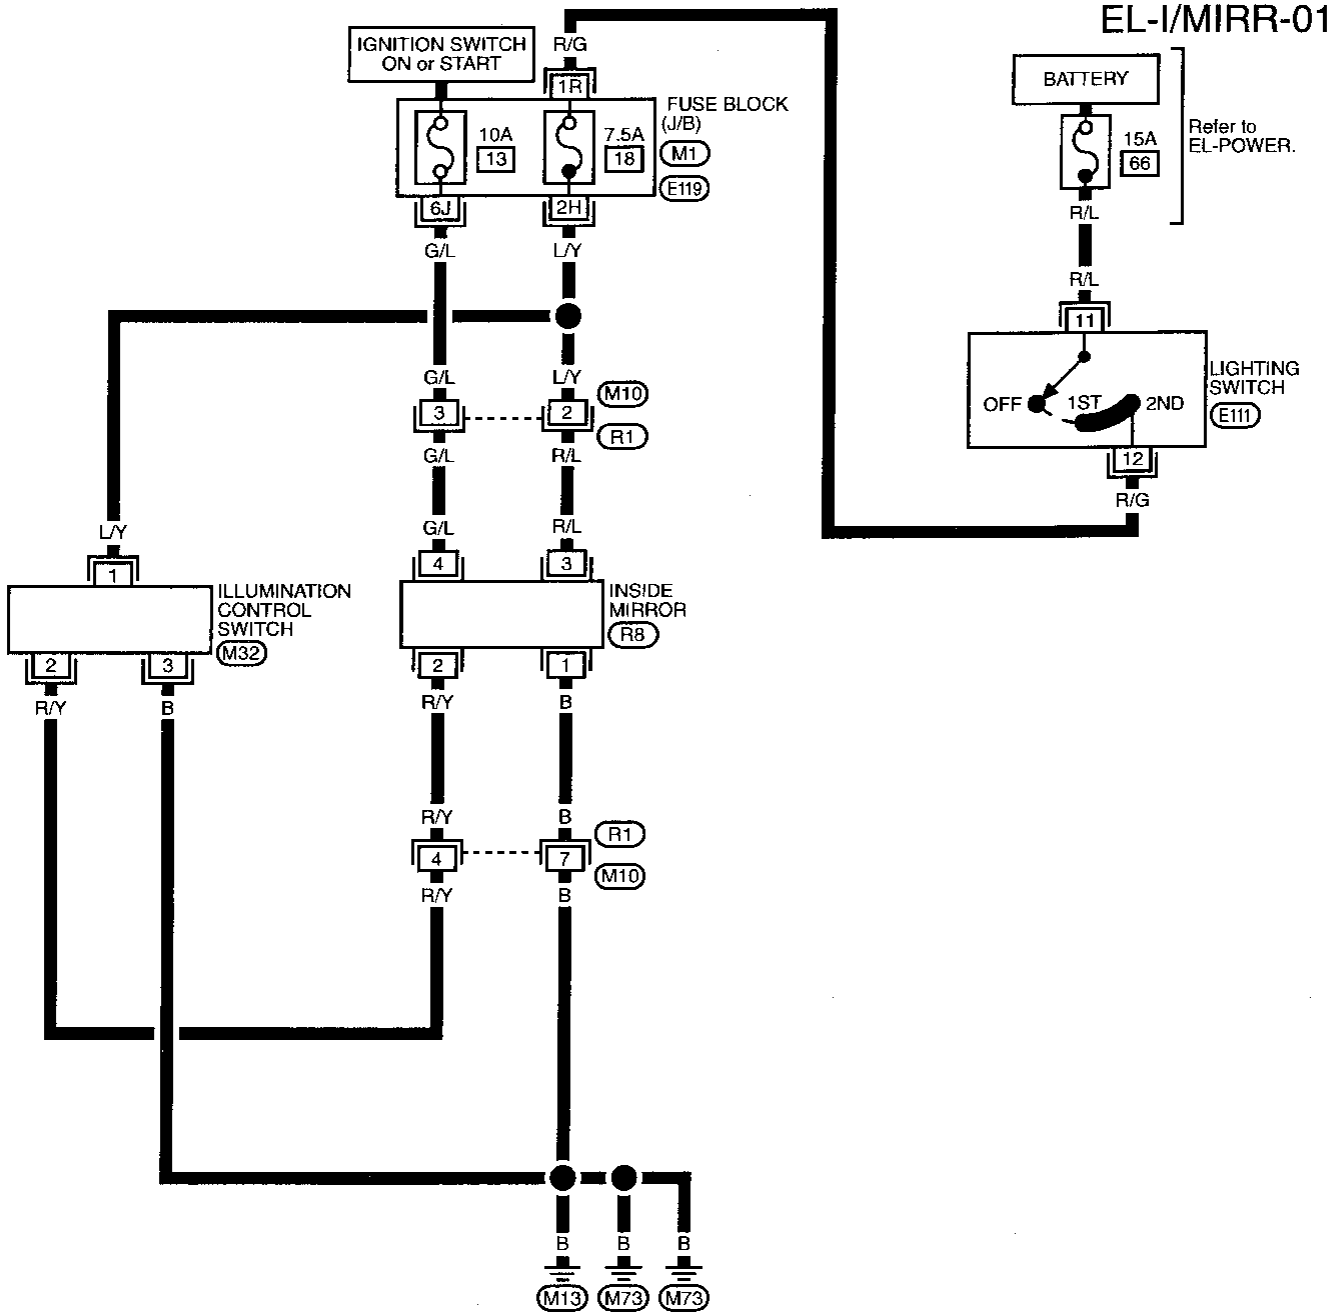 EL-I/MIRR-01
IGNITION SWITCH
ON or START
R/G
1R
FUSE BLOCK
(J/B)
10A
13
7.5A
18
M1
E119
6J
2H
G/L
L/Y
BATTERY
15A
66
Refer to
EL-POWER.
R/L
R/L
11
LIGHTING
SWITCH
E111
OFF
1ST
2ND
12
R/G
G/L
L/Y
3
2
M10
R1
G/L
R/L
G/L
R/L
4
3
INSIDE
MIRROR
R8
2
1
L/Y
1
ILLUMINATION
CONTROL
SWITCH
M32
2
3
R/Y
B
R/Y
B
R/Y
B
4
7
R1
M10
R/Y
B
B
B
B
M13
M73
M73